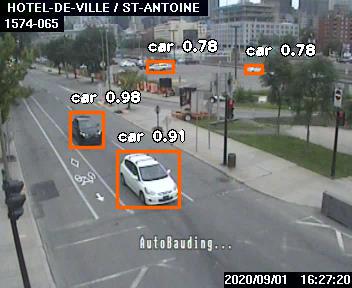 HOTEL-DE-VILLE / ST-ANTOINE
1574-065
car 0.78
car 0.78
car 0.98
car 0.91
AutoBauding...
2020/09/01 16:27:20